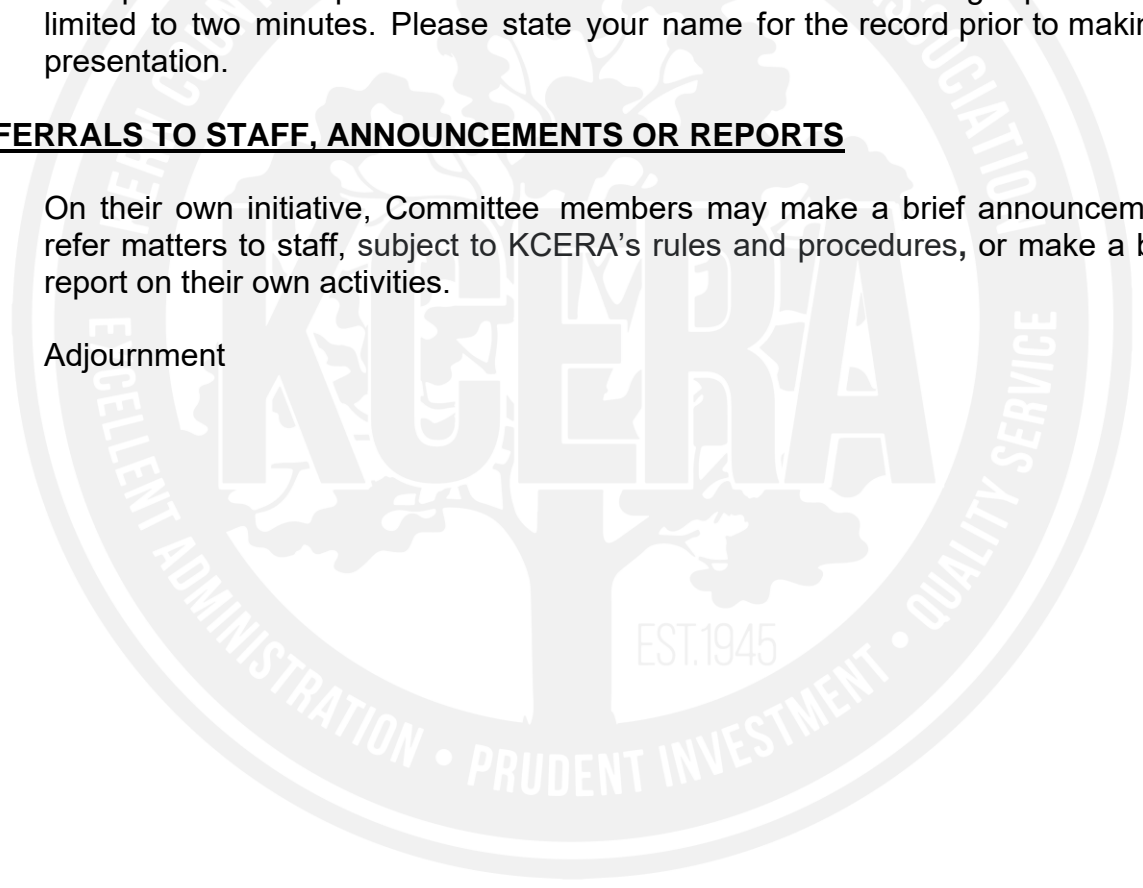 limited to two minutes. Please state your name for the record prior to makin
presentation.
FERRALS TO STAFF, ANNOUNCEMENTS OR REPORTS
On their own initiative, Committee members may make a brief announcem
refer matters to staff, subject to KCERA’s rules and procedures, or make a b
report on their own activities.
Adjournment
KCERA
EST.1945
EXCELLENT ADMINISTRATION • PRUDENT INVESTMENT • QUALITY SERVICE